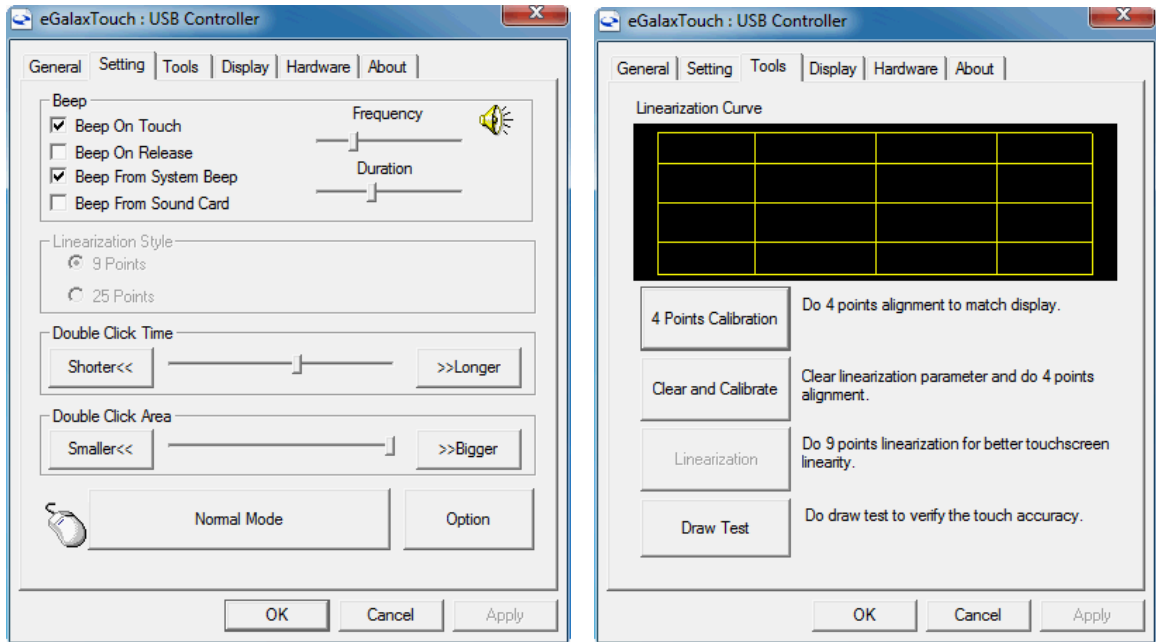 eGalaxTouch : USB Controller
General Setting Tools Display Hardware About
Beep
Beep On Touch
Beep On Release
Beep From System Beep
Beep From Sound Card
Frequency
Duration
Linearization Style
9 Points
25 Points
Double Click Time
Shorter<< >>Longer
Double Click Area
Smaller<< >>Bigger
Normal Mode Option
OK Cancel Apply
eGalaxTouch : USB Controller
General Setting Tools Display Hardware About
Linearization Curve
4 Points Calibration
Do 4 points alignment to match display.
Clear and Calibrate
Clear linearization parameter and do 4 points
alignment.
Linearization
Do 9 points linearization for better touchscreen
linearity.
Draw Test
Do draw test to verify the touch accuracy.
OK Cancel Apply